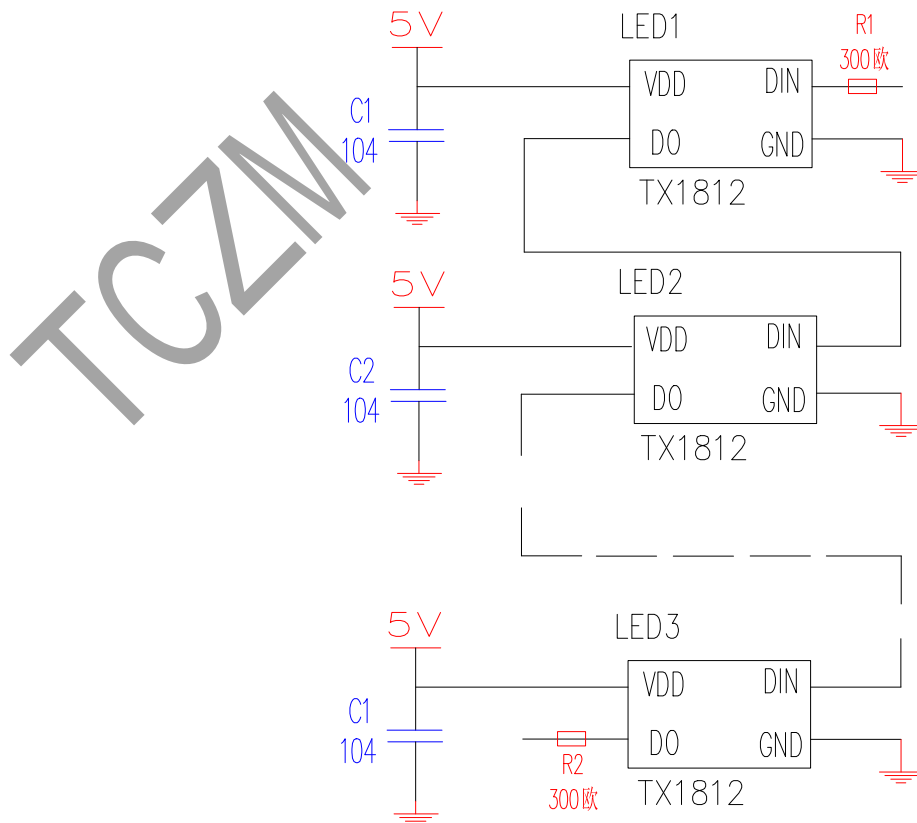 5V
LED1
R1
300欧
VDD
DIN
C1
104
DO
GND
TX1812
TCZM
5V
LED2
VDD
DIN
C2
104
DO
GND
TX1812
5V
LED3
VDD
DIN
C1
104
DO
GND
R2
300欧
TX1812